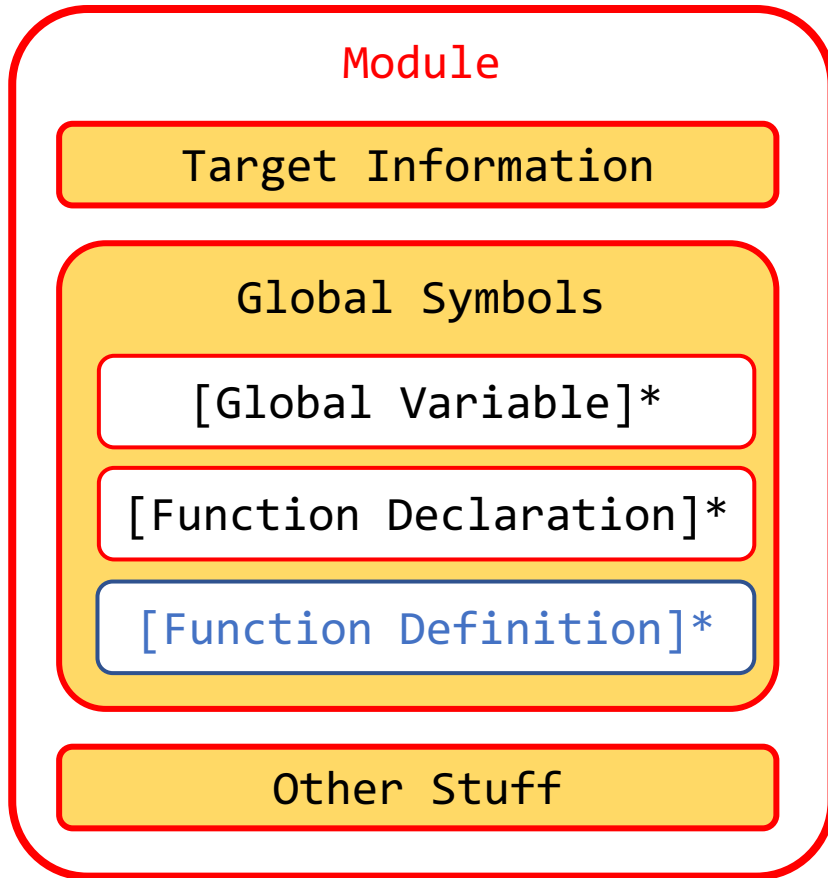 Module
Target Information
Global Symbols
[Global Variable]*
[Function Declaration]*
[Function Definition]*
Other Stuff